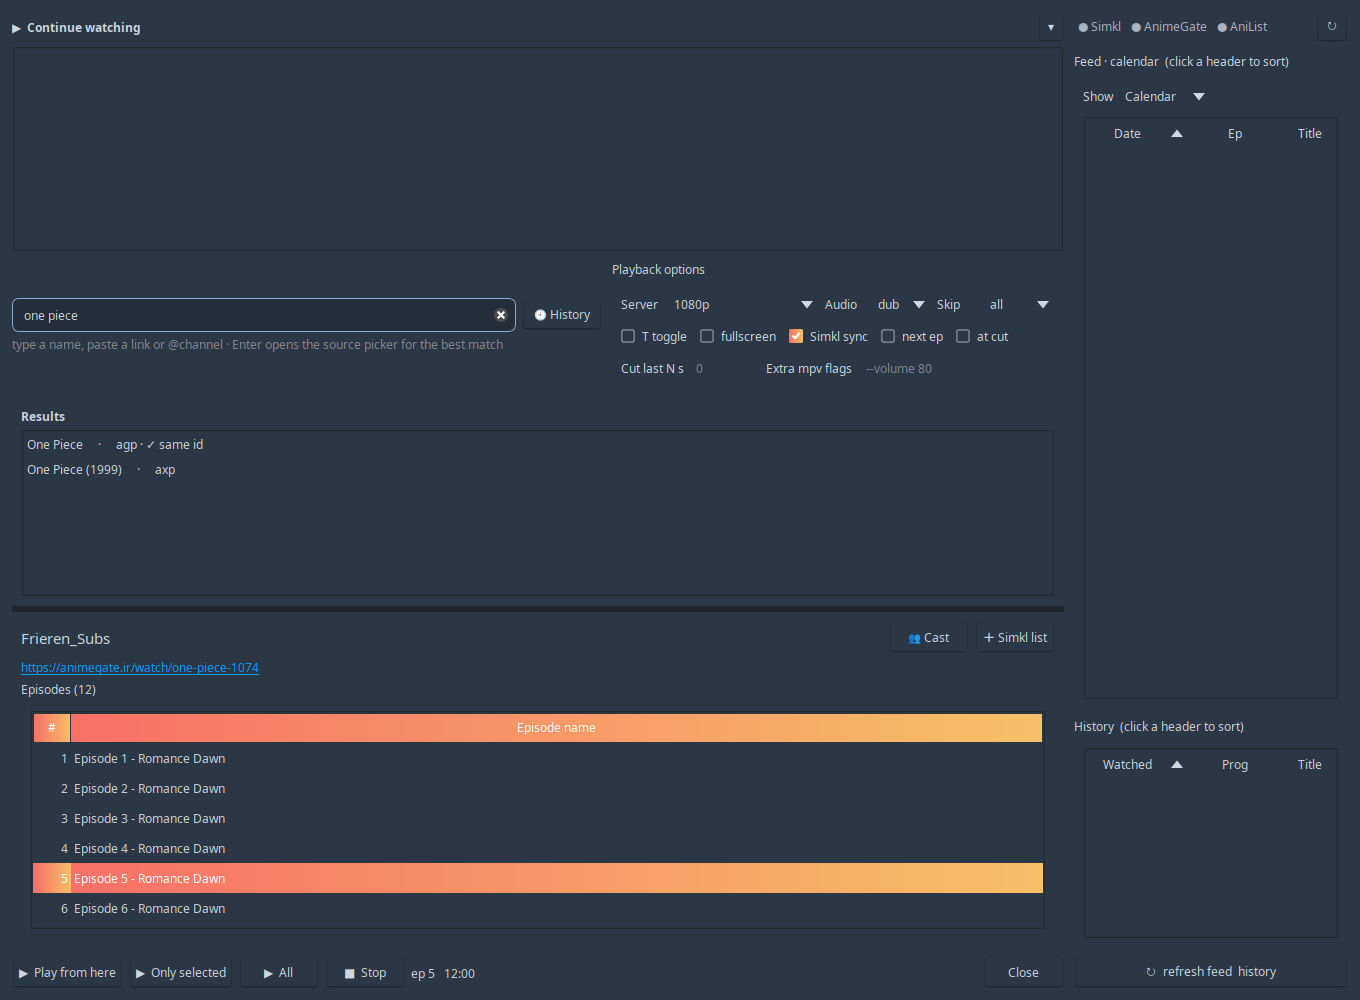 ▶ Continue watching
▼
● Simkl ● AnimeGate ● AniList
↻
Feed · calendar (click a header to sort)
Show Calendar
Date Ep Title
Playback options
one piece
🕘 History
type a name, paste a link or @channel · Enter opens the source picker for the best match
Server 1080p Audio dub Skip all
T toggle fullscreen Simkl sync next ep at cut
Cut last N s 0 Extra mpv flags --volume 80
Results
One Piece · agp · ✓ same id
One Piece (1999) · axp
Frieren_Subs
👥 Cast
+ Simkl list
https://animegate.ir/watch/one-piece-1074
Episodes (12)
# Episode name
1 Episode 1 - Romance Dawn
2 Episode 2 - Romance Dawn
3 Episode 3 - Romance Dawn
4 Episode 4 - Romance Dawn
5 Episode 5 - Romance Dawn
6 Episode 6 - Romance Dawn
History (click a header to sort)
Watched Prog Title
▶ Play from here ▶ Only selected ▶ All ■ Stop ep 5 12:00
Close
↻ refresh feed history